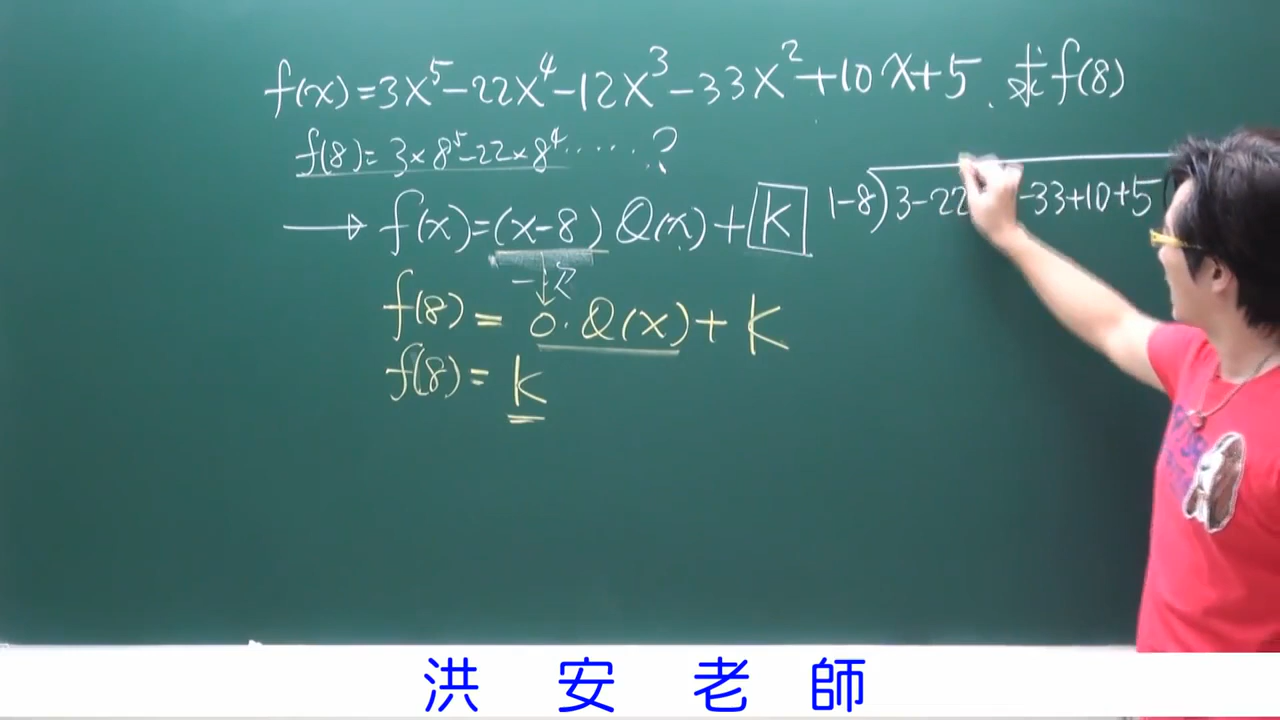 f(x)=3x⁵-22x⁴-12x³-33x²+10x+5. 求f(8)
f(8)=3×8⁵-22×8⁴……?
→ f(x)=(x-8)Q(x)+K
f(8)=0·Q(x)+K
f(8)=K
1-8)3-22 -33+10+5
洪安老師